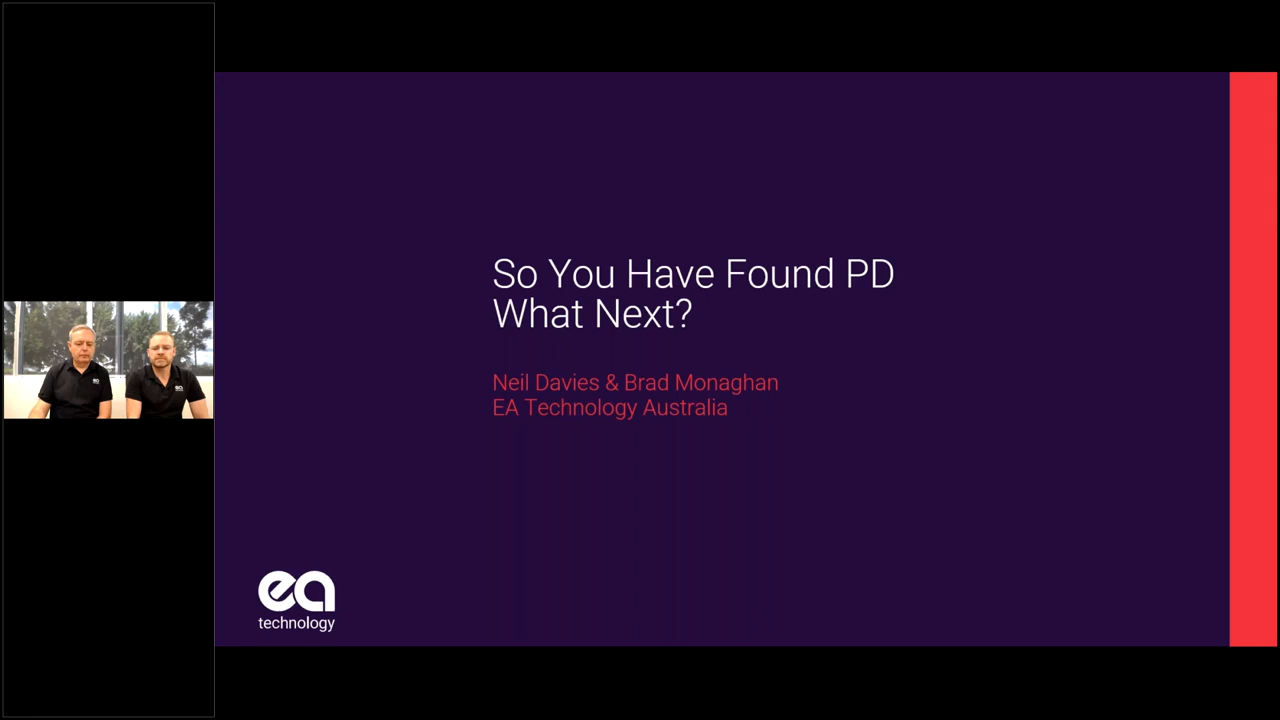 So You Have Found PD
What Next?
Neil Davies & Brad Monaghan
EA Technology Australia
ea
technology